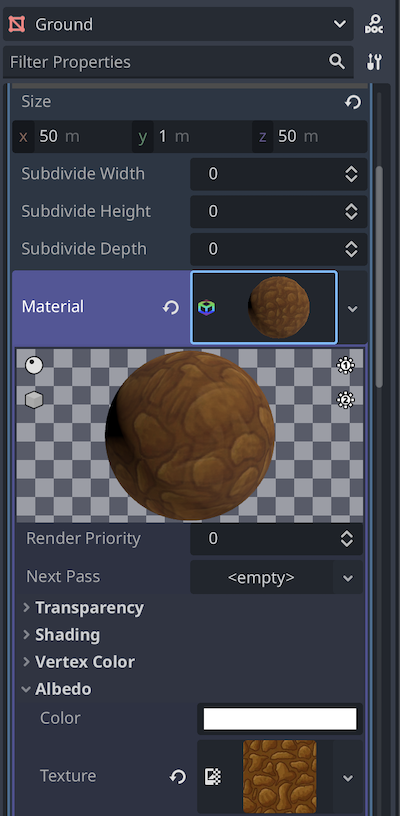 Ground
DOC
Filter Properties
Size
x 50 m y 1 m z 50 m
Subdivide Width 0
Subdivide Height 0
Subdivide Depth 0
Material
1
2
Render Priority 0
Next Pass <empty>
Transparency
Shading
Vertex Color
Albedo
Color
Texture